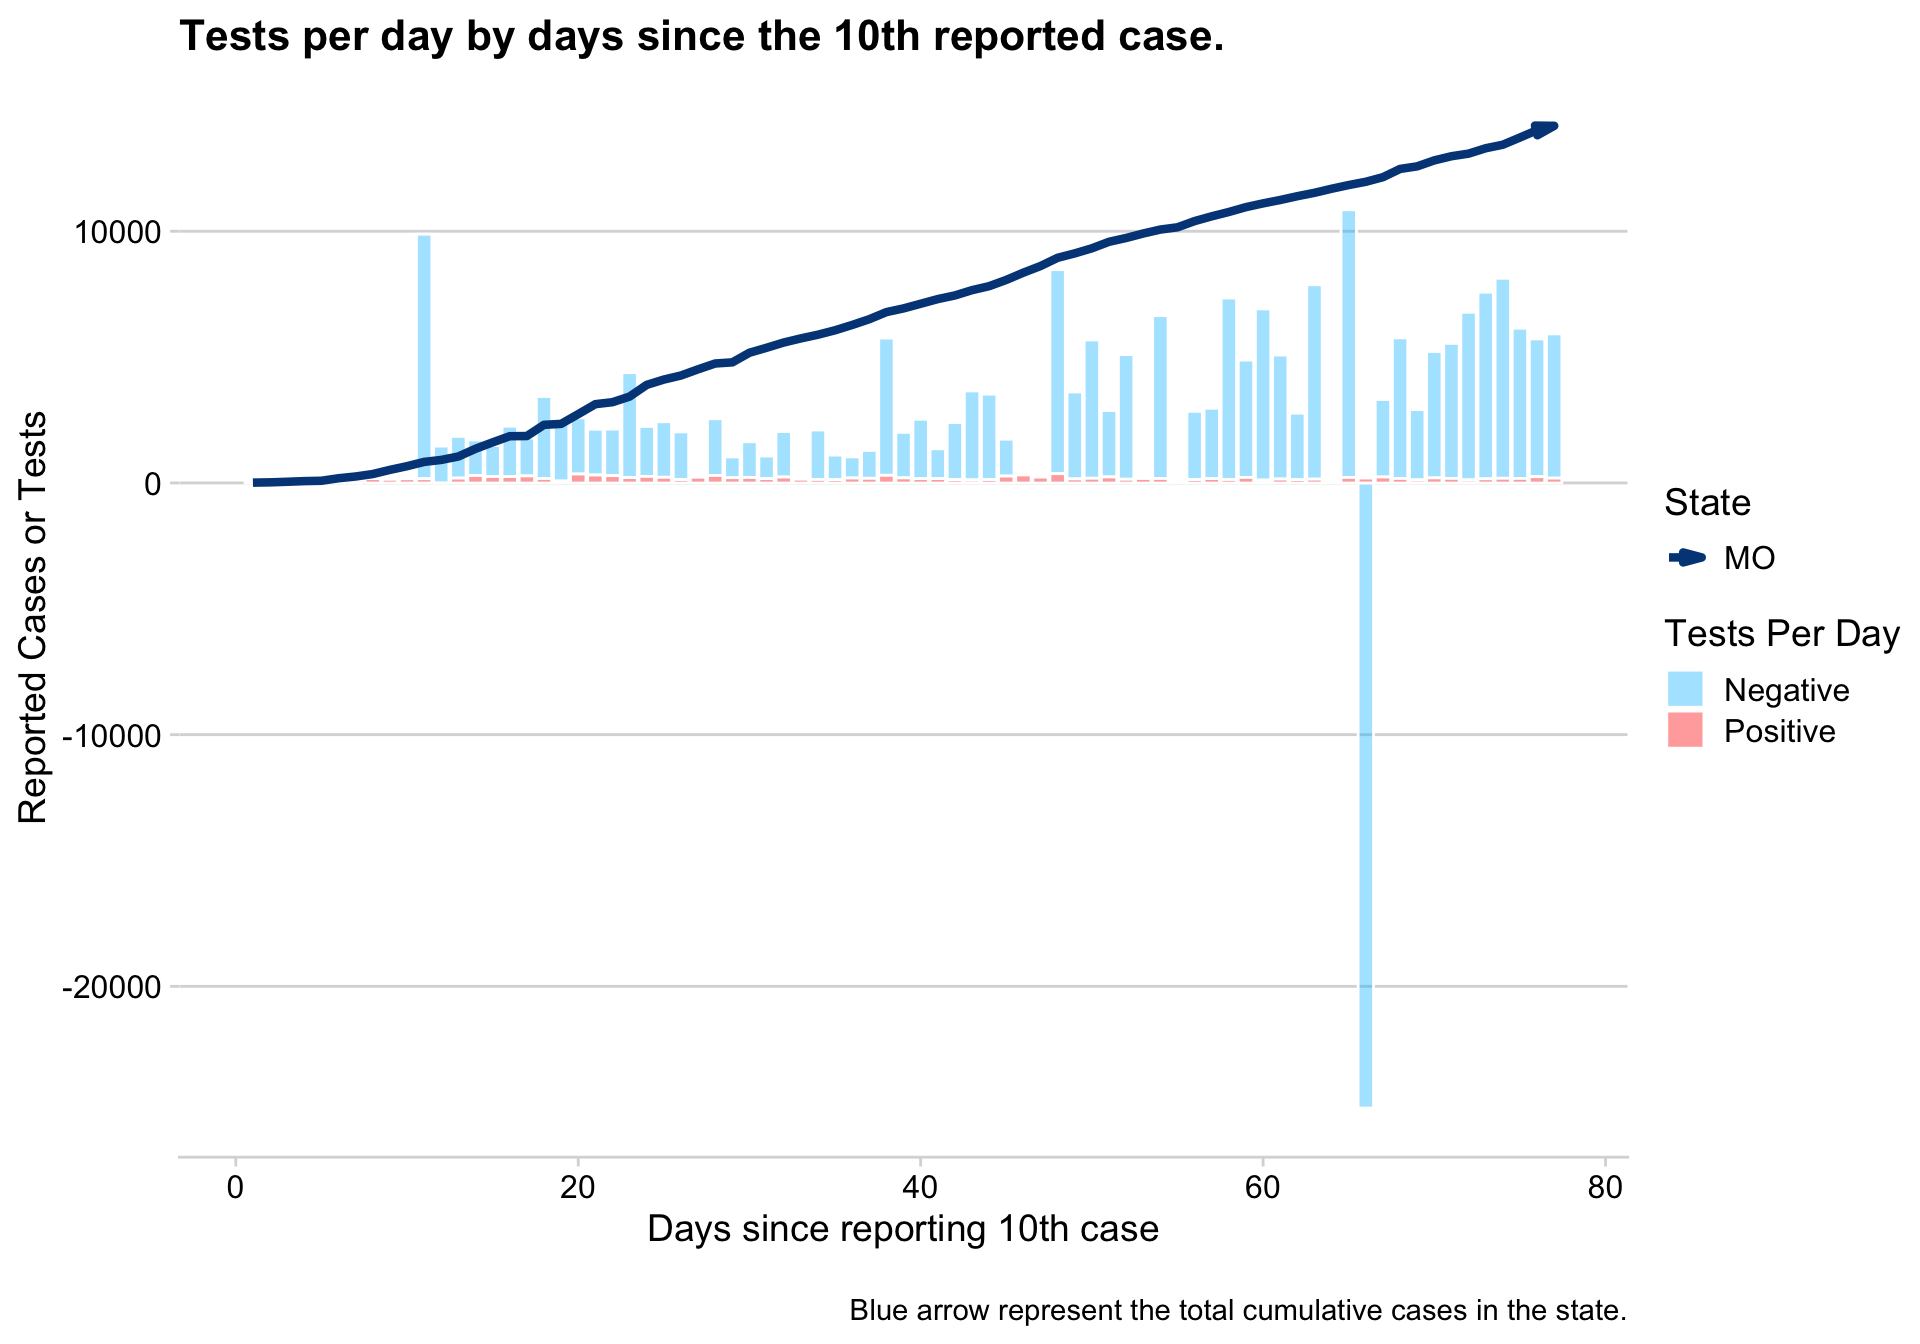 Tests per day by days since the 10th reported case.
Reported Cases or Tests
10000
0
-10000
-20000
0
20
40
60
80
Days since reporting 10th case
State
MO
Tests Per Day
Negative
Positive
Blue arrow represent the total cumulative cases in the state.